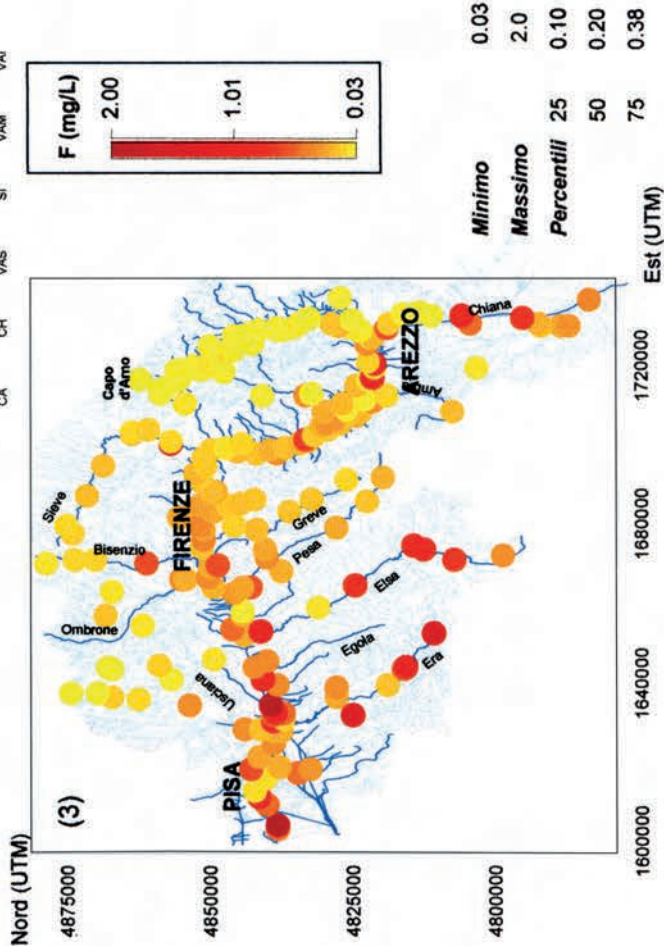 CA CH VAS SI VAM VAI
Nord (UTM)
4875000
4850000
4825000
4800000
(3)
Sieve
Bisenzio
Ombrone
Capo
d'Arno
FIRENZE
Greve
Pesa
Elsa
Egola
Era
Usciana
PISA
AREZZO
Chiana
1600000
1640000
1680000
1720000
Est (UTM)
F (mg/L)
2.00
1.01
0.03
Minimo 0.03
Massimo 2.0
Percentili 25 0.10
50 0.20
75 0.38